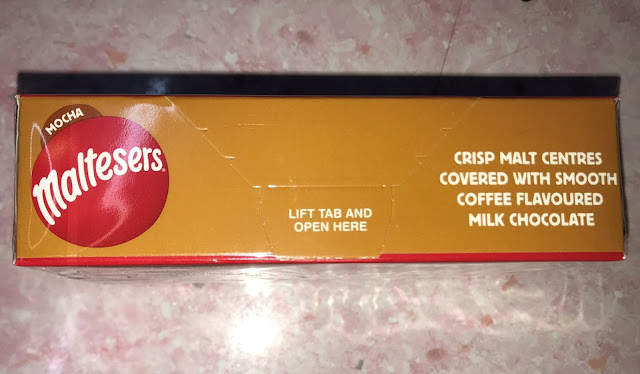 MOCHA
Maltesers®
LIFT TAB AND
OPEN HERE
CRISP MALT CENTRES
COVERED WITH SMOOTH
COFFEE FLAVOURED
MILK CHOCOLATE